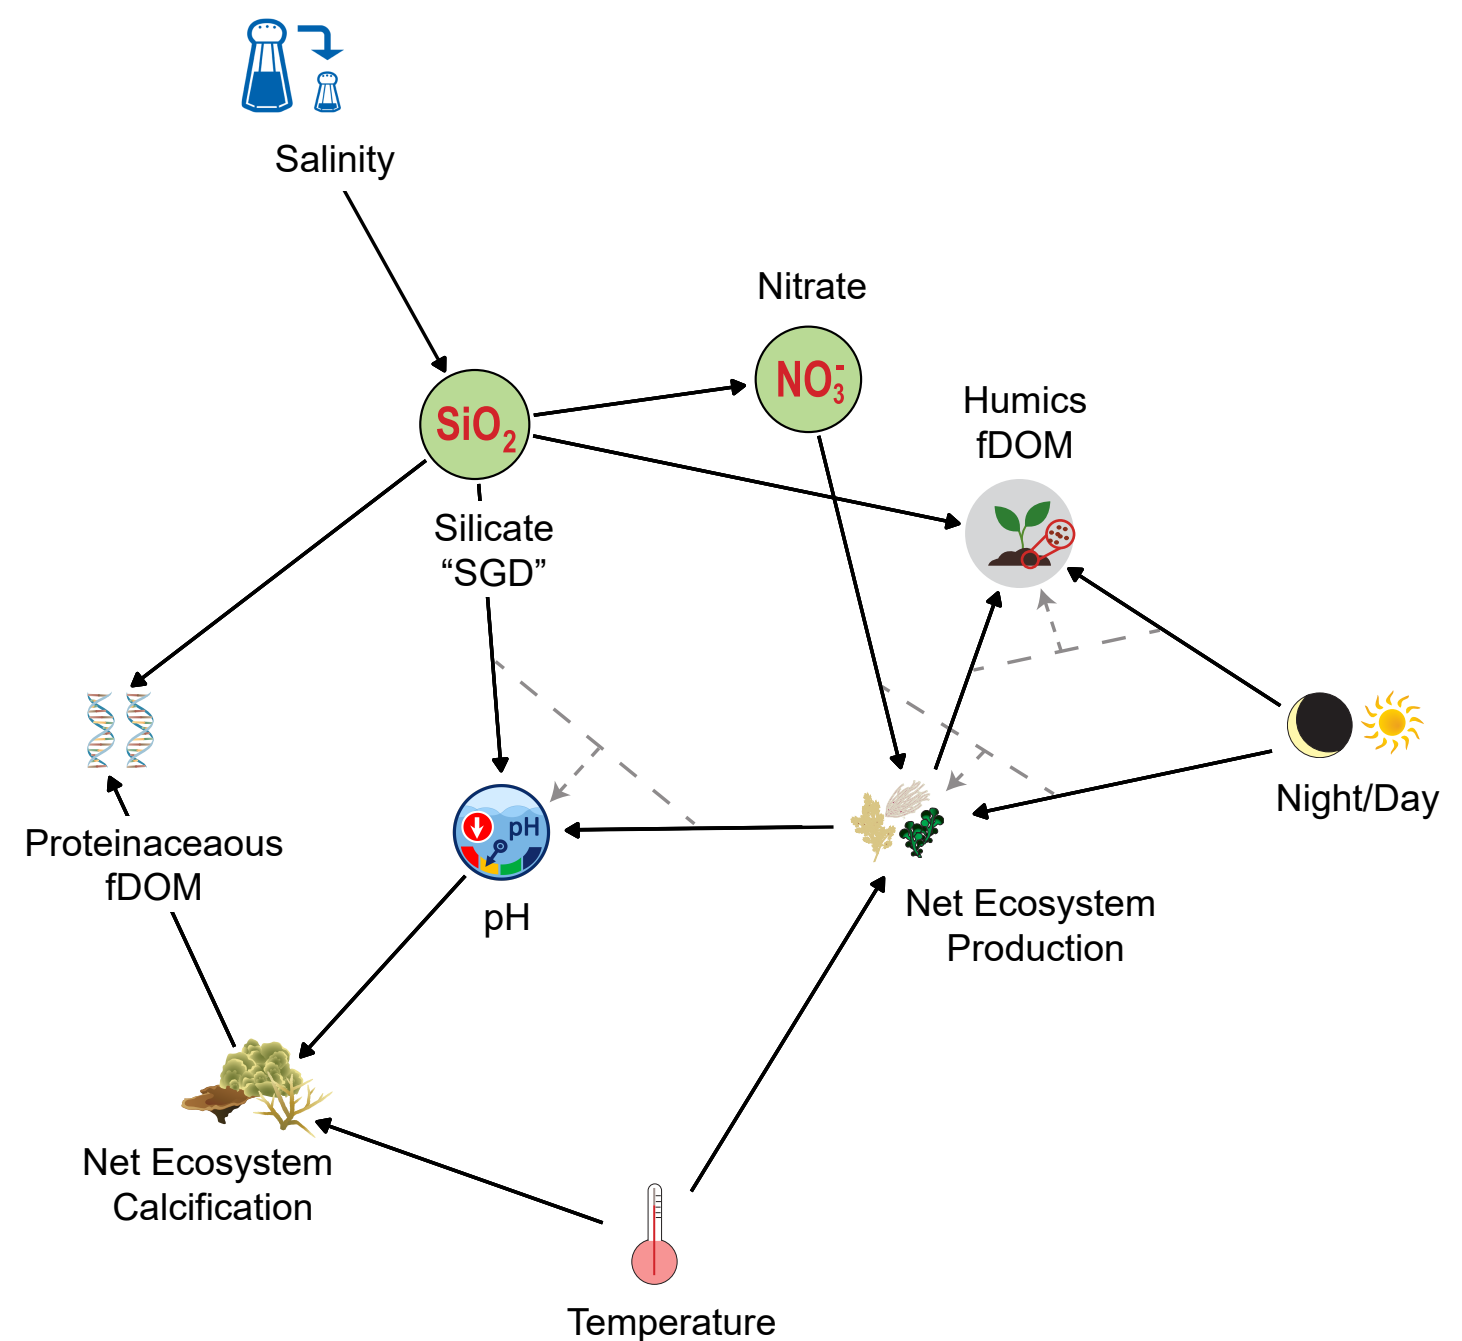 Salinity
Nitrate
NO₃⁻
SiO₂
Humics
fDOM
Silicate
“SGD”
Night/Day
pH
Proteinaceaous
fDOM
pH
Net Ecosystem
Production
Net Ecosystem
Calcification
Temperature